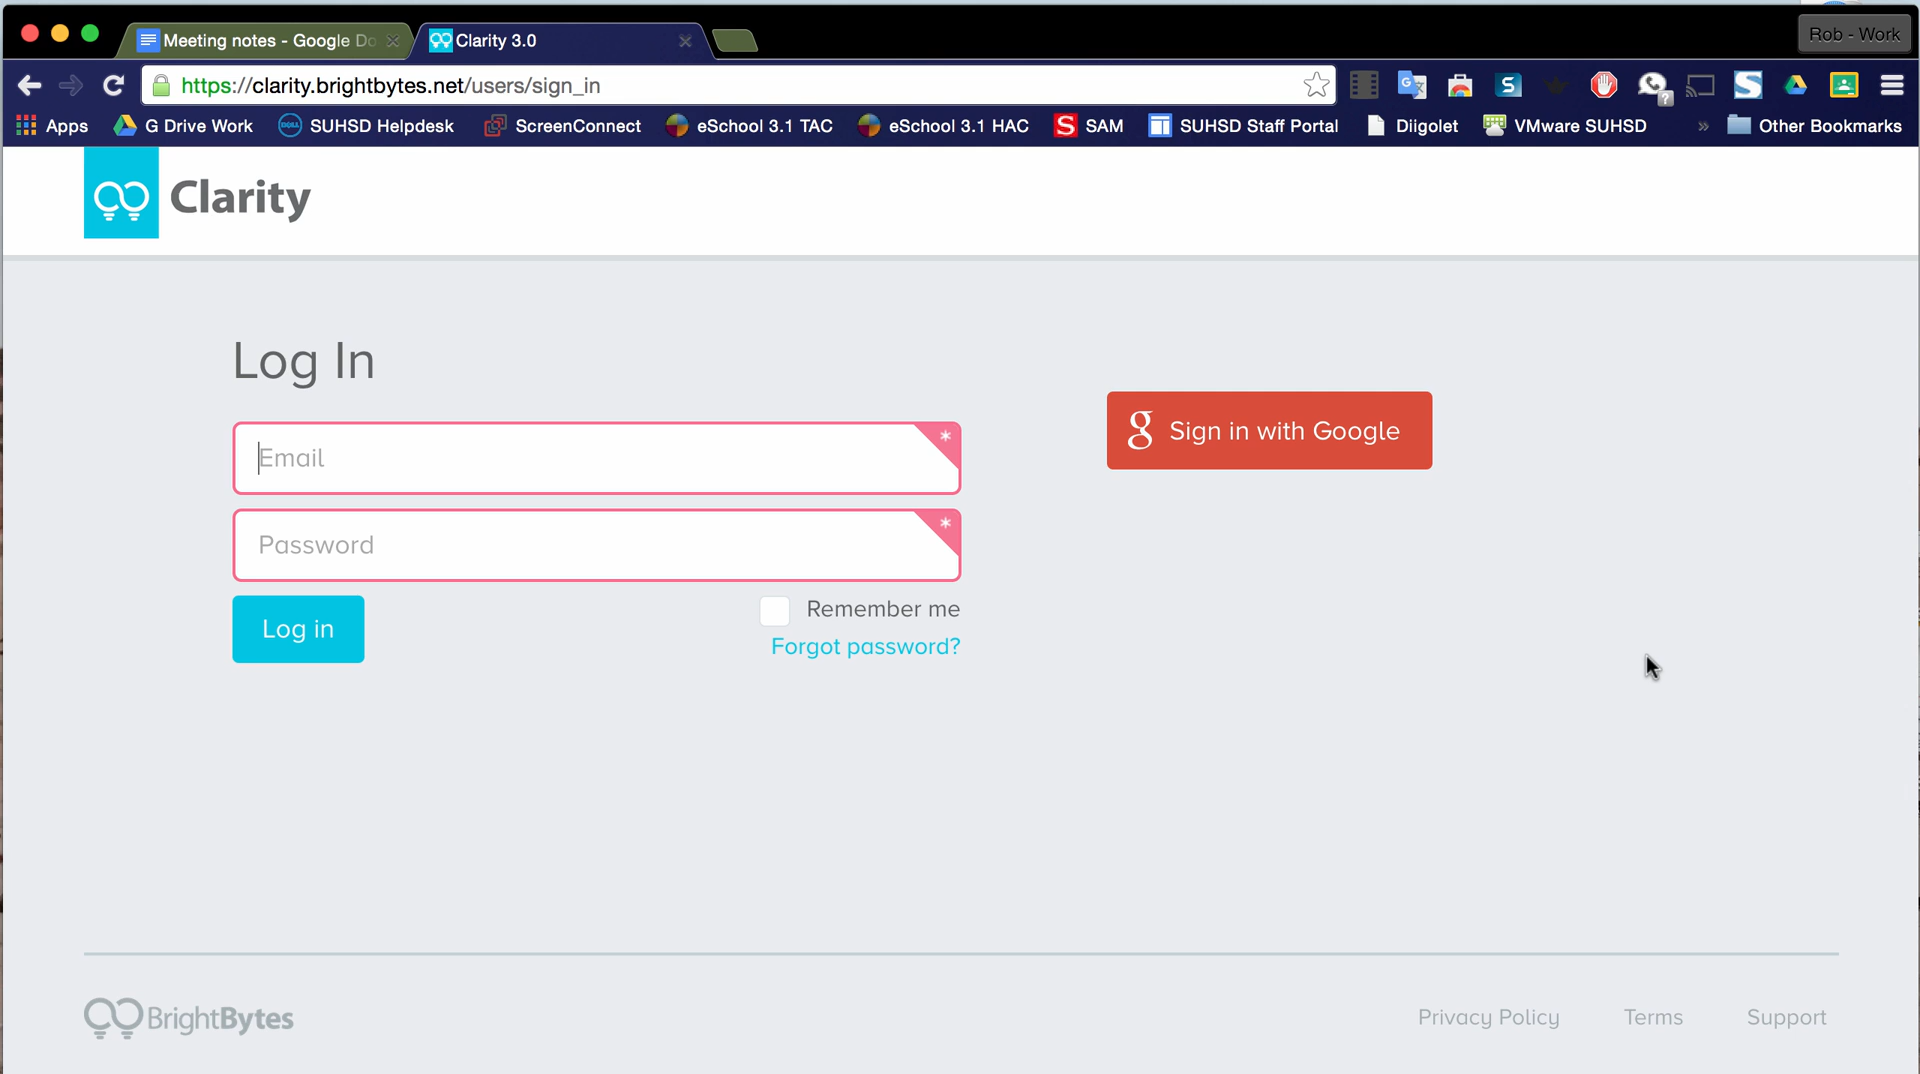 Meeting notes - Google Do
Clarity 3.0
Rob - Work
https://clarity.brightbytes.net/users/sign_in
Apps
G Drive Work
SUHSD Helpdesk
ScreenConnect
eSchool 3.1 TAC
eSchool 3.1 HAC
SAM
SUHSD Staff Portal
Diigolet
VMware SUHSD
»
Other Bookmarks
Clarity
Log In
Email
*
Sign in with Google
Password
*
Log in
Remember me
Forgot password?
BrightBytes
Privacy Policy
Terms
Support